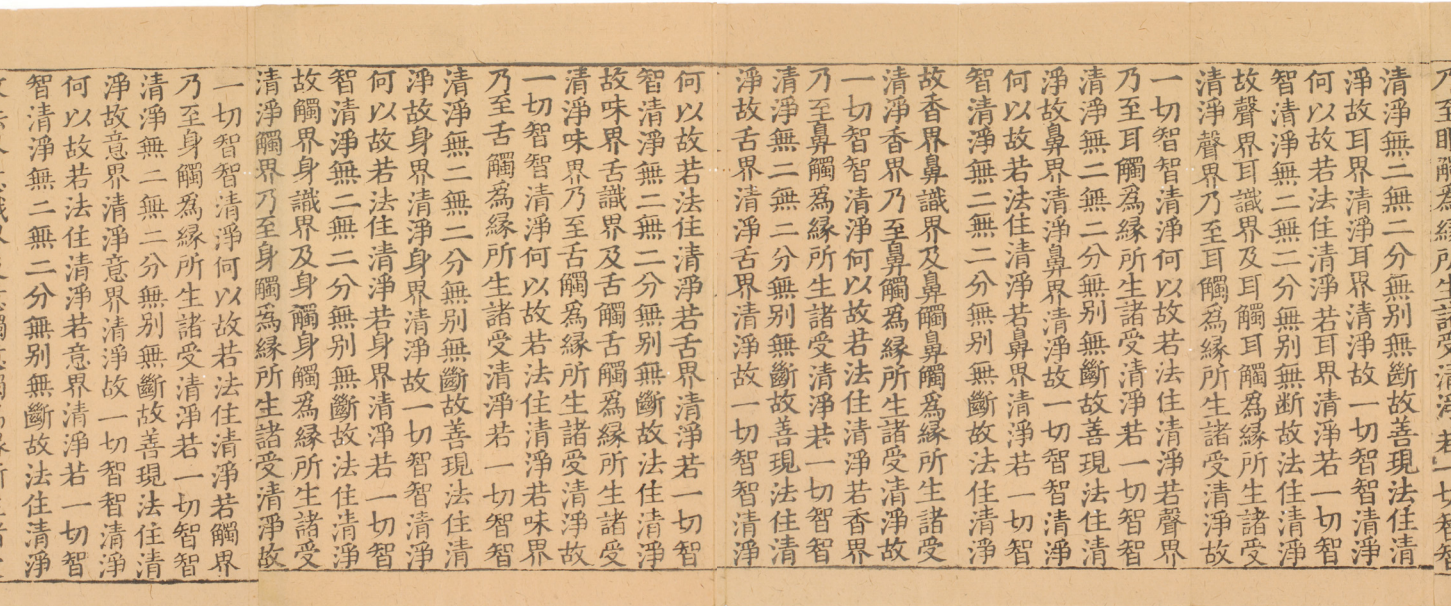 乃至眼觸爲縁所生諸受清淨若一切智智
清淨無二無二分無别無斷故善現法住清
淨故耳界清淨耳界清淨故一切智智清淨
何以故若法住清淨若耳界清淨若一切智
智清淨無二無二分無别無断故法住清淨
故聲界耳識界及耳觸耳觸爲縁所生諸受
清淨聲界乃至耳觸爲縁所生諸受清淨故
一切智智清淨何以故若法住清淨若聲界
乃至耳觸爲縁所生諸受清淨若一切智智
清淨無二無二分無别無斷故善現法住清
淨故鼻界清淨鼻界清淨故一切智智清淨
何以故若法住清淨若鼻界清淨若一切智
智清淨無二無二分無别無斷故法住清淨
故香界鼻識界及鼻觸鼻觸爲縁所生諸受
清淨香界乃至鼻觸爲縁所生諸受清淨故
一切智智清淨何以故若法住清淨若香界
乃至鼻觸爲縁所生諸受清淨若一切智智
清淨無二無二分無别無斷故善現法住清
淨故舌界清淨舌界清淨故一切智智清淨
何以故若法住清淨若舌界清淨若一切智
智清淨無二無二分無别無斷故法住清淨
故味界舌識界及舌觸舌觸爲縁所生諸受
清淨味界乃至舌觸爲縁所生諸受清淨故
一切智智清淨何以故若法住清淨若味界
乃至舌觸爲縁所生諸受清淨若一切智智
清淨無二無二分無别無斷故善現法住清
淨故身界清淨身界清淨故一切智智清淨
何以故若法住清淨若身界清淨若一切智
智清淨無二無二分無别無斷故法住清淨
故觸界身識界及身觸身觸爲縁所生諸受
清淨觸界乃至身觸爲縁所生諸受清淨故
一切智智清淨何以故若法住清淨若觸界
乃至身觸爲縁所生諸受清淨若一切智智
清淨無二無二分無别無斷故善現法住清
淨故意界清淨意界清淨故一切智智清淨
何以故若法住清淨若意界清淨若一切智
智清淨無二無二分無别無斷故法住清淨